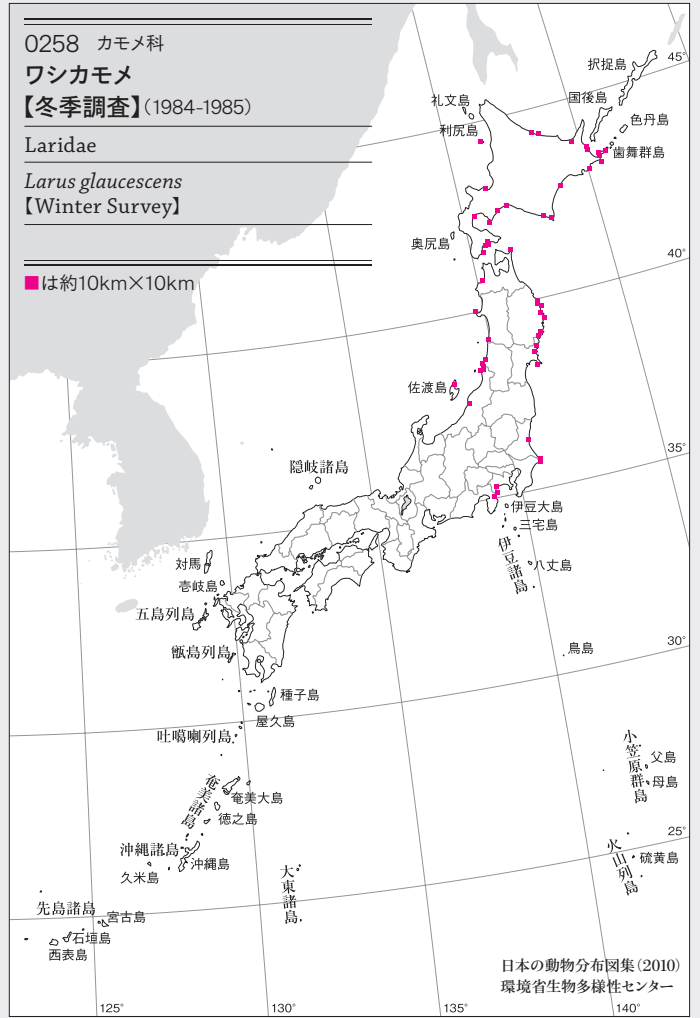 0258 カモメ科
ワシカモメ
【冬季調査】(1984-1985)
Laridae
Larus glaucescens
【Winter Survey】
■は約10km×10km
択捉島
45°
礼文島
国後島
利尻島
色丹島
歯舞群島
奥尻島
40°
佐渡島
35°
隠岐諸島
伊豆大島
三宅島
伊豆諸島
八丈島
対馬
壱岐島
五島列島
甑島列島
鳥島
30°
種子島
屋久島
吐噶喇列島
小笠原群島
父島
母島
奄美諸島
奄美大島
徳之島
25°
沖縄諸島
沖縄島
久米島
火山列島
硫黄島
大東諸島
先島諸島
宮古島
石垣島
西表島
日本の動物分布図集(2010)
環境省生物多様性センター
125°
130°
135°
140°